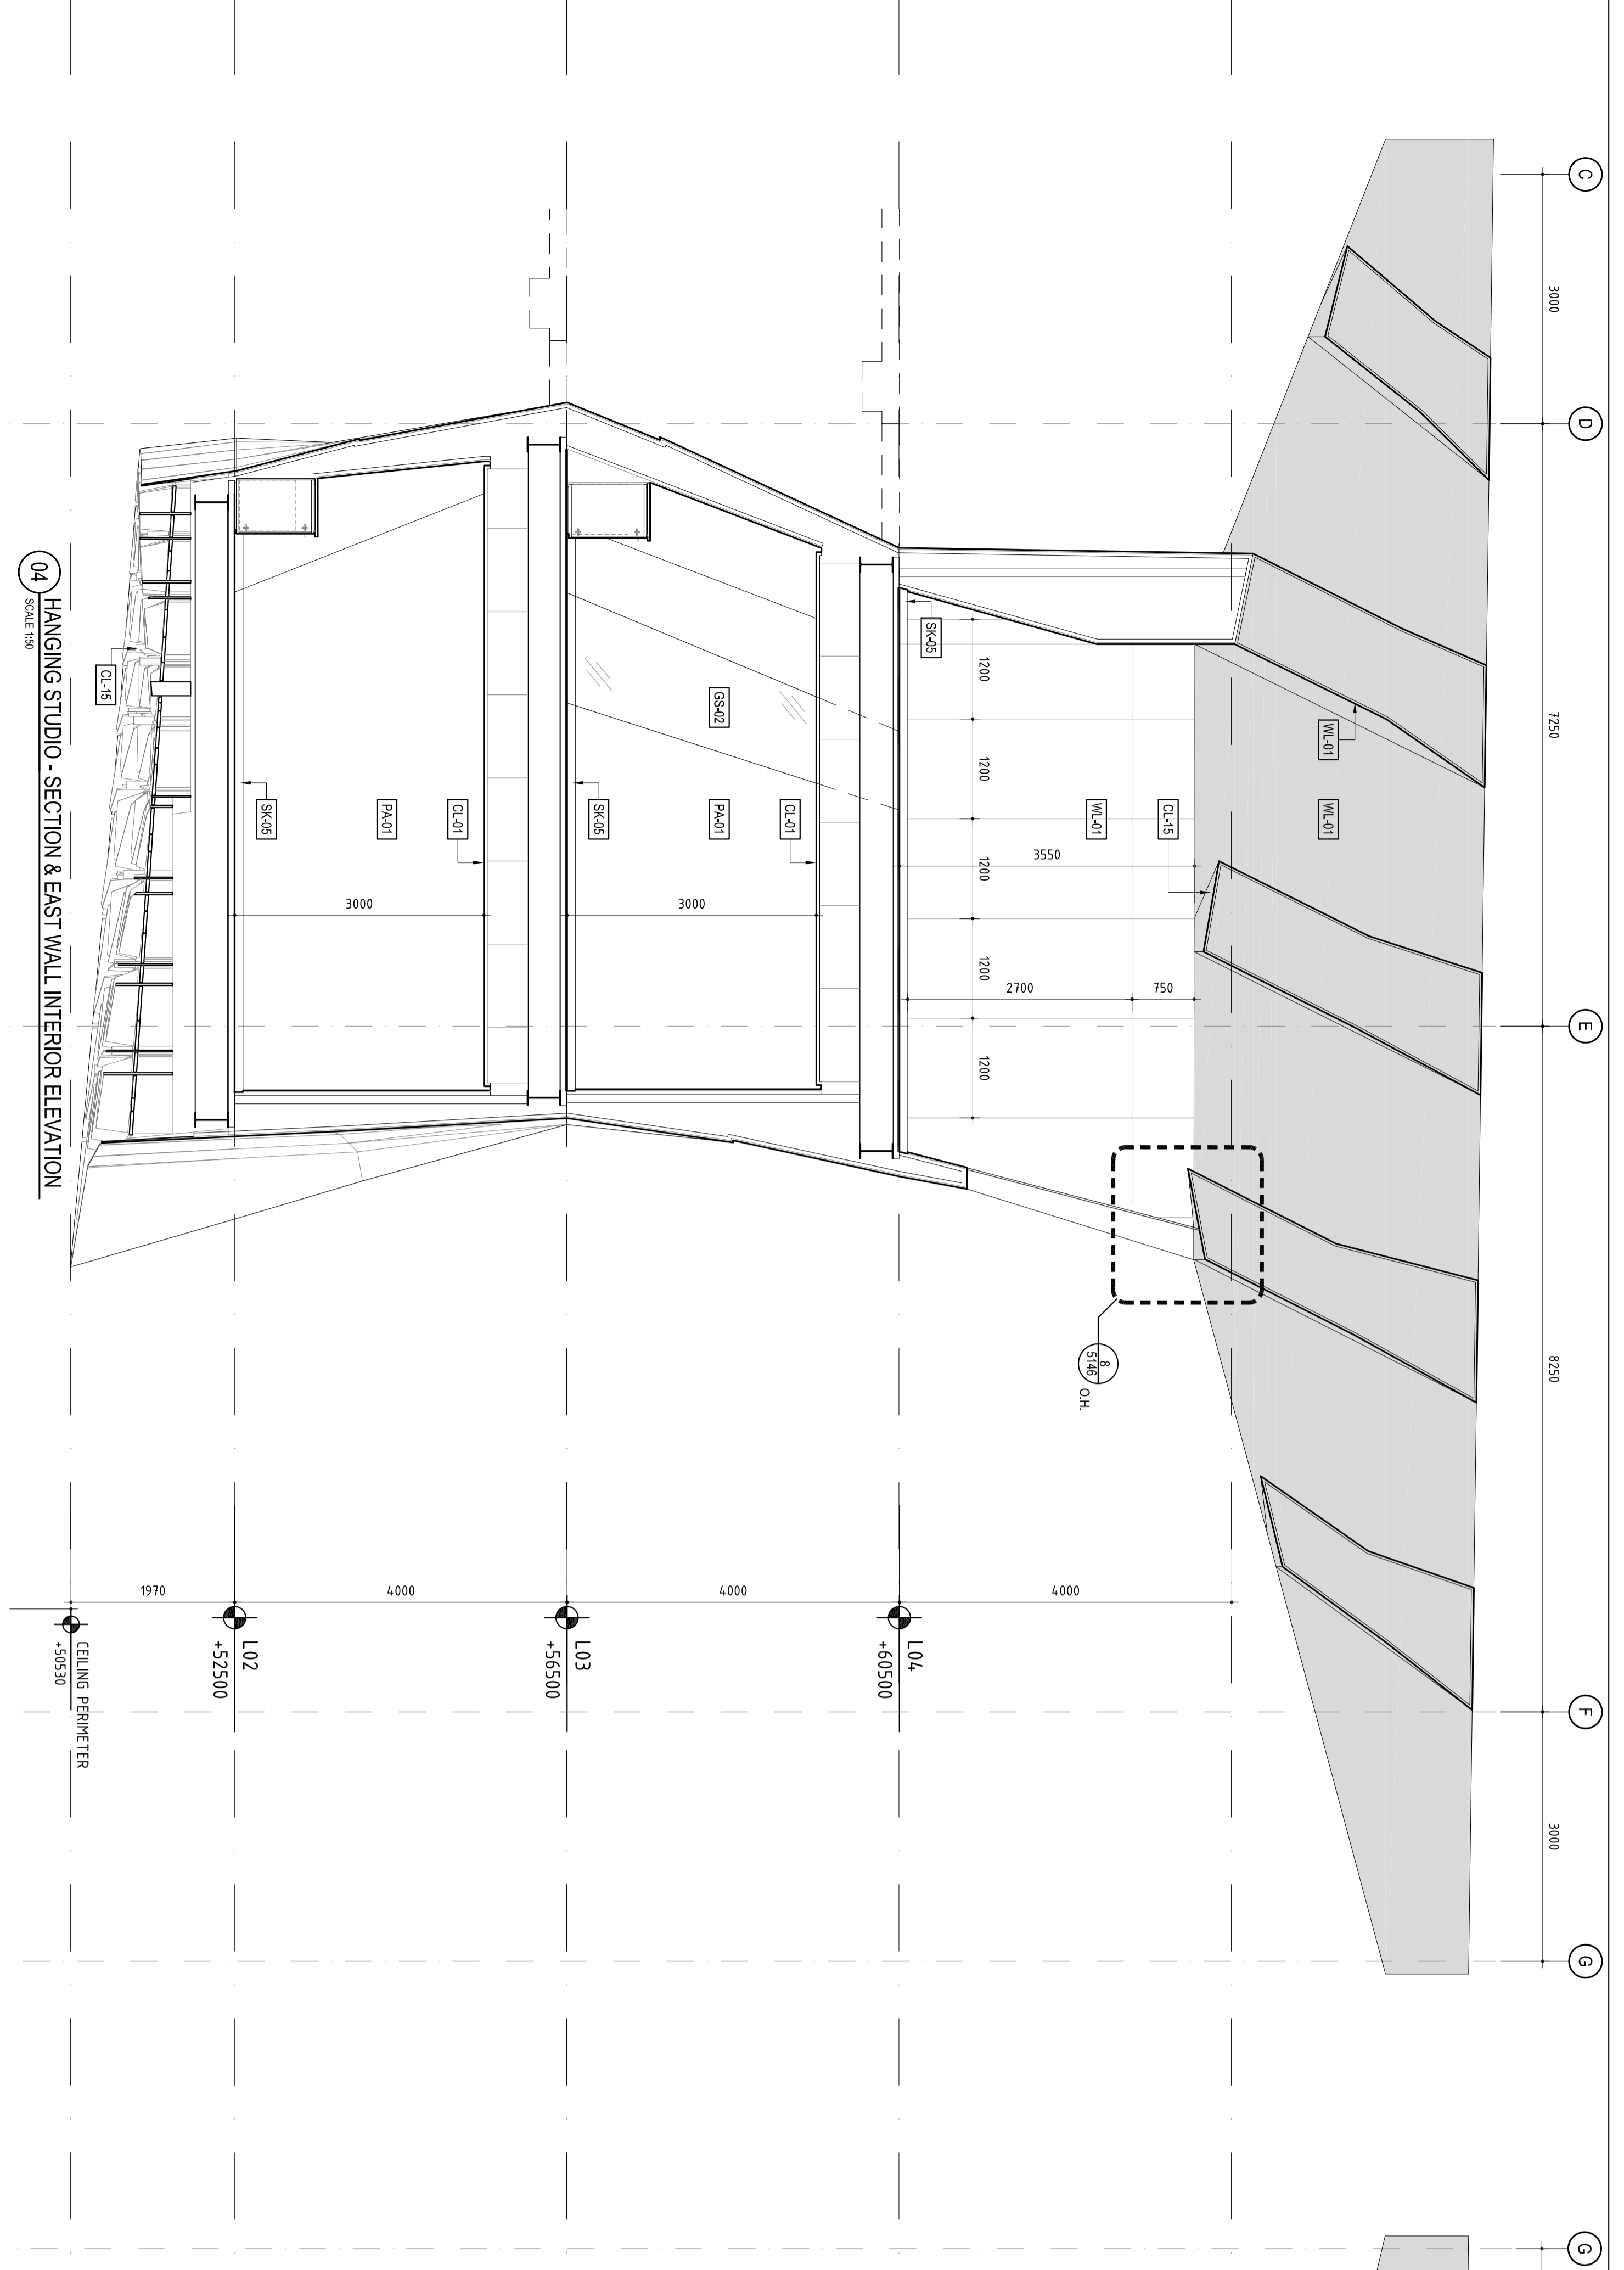 C
D
E
F
G
G
3000
7250
8250
3000
WL-01
WL-01
CL-15
WL-01
3550
750
2700
1200
1200
1200
1200
1200
SK-05
8
5146
O.H.
4000
L04
+60500
CL-01
GS-02
PA-01
3000
SK-05
4000
L03
+56500
CL-01
PA-01
3000
SK-05
4000
L02
+52500
CL-15
1970
CEILING PERIMETER
+50530
04
HANGING STUDIO - SECTION & EAST WALL INTERIOR ELEVATION
SCALE 1:50